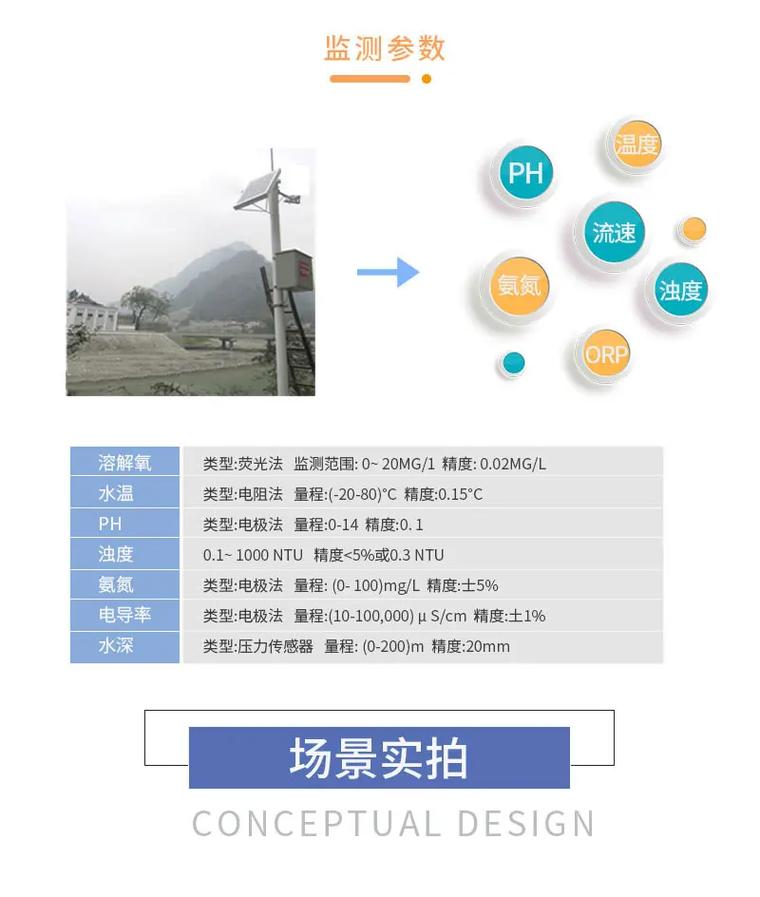 监测参数
PH
温度
流速
氨氮
浊度
ORP
溶解氧 类型:荧光法 监测范围: 0~ 20MG/1 精度: 0.02MG/L
水温 类型:电阻法 量程:(-20-80)°C 精度:0.15°C
PH 类型:电极法 量程:0-14 精度:0. 1
浊度 0.1~ 1000 NTU 精度<5%或0.3 NTU
氨氮 类型:电极法 量程: (0- 100)mg/L 精度:士5%
电导率 类型:电极法 量程:(10-100,000) μ S/cm 精度:土1%
水深 类型:压力传感器 量程: (0-200)m 精度:20mm
场景实拍
CONCEPTUAL DESIGN